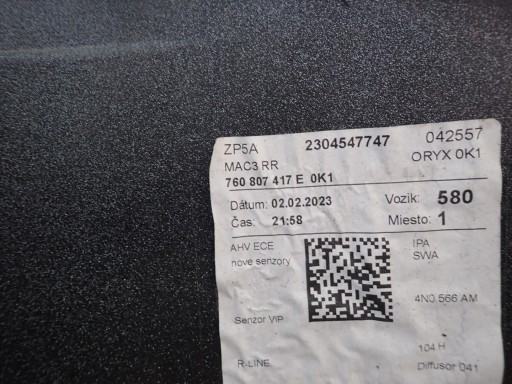 ZP5A 2304547747 042557
MAC3 RR ORYX 0K1
760 807 417 E 0K1
Dátum: 02.02.2023 Vozik: 580
Čas: 21:58 Miesto: 1
AHV ECE IPA
nove senzory SWA
4N0.566 AM
Senzor VIP
104 H
R-LINE Diffusor 041